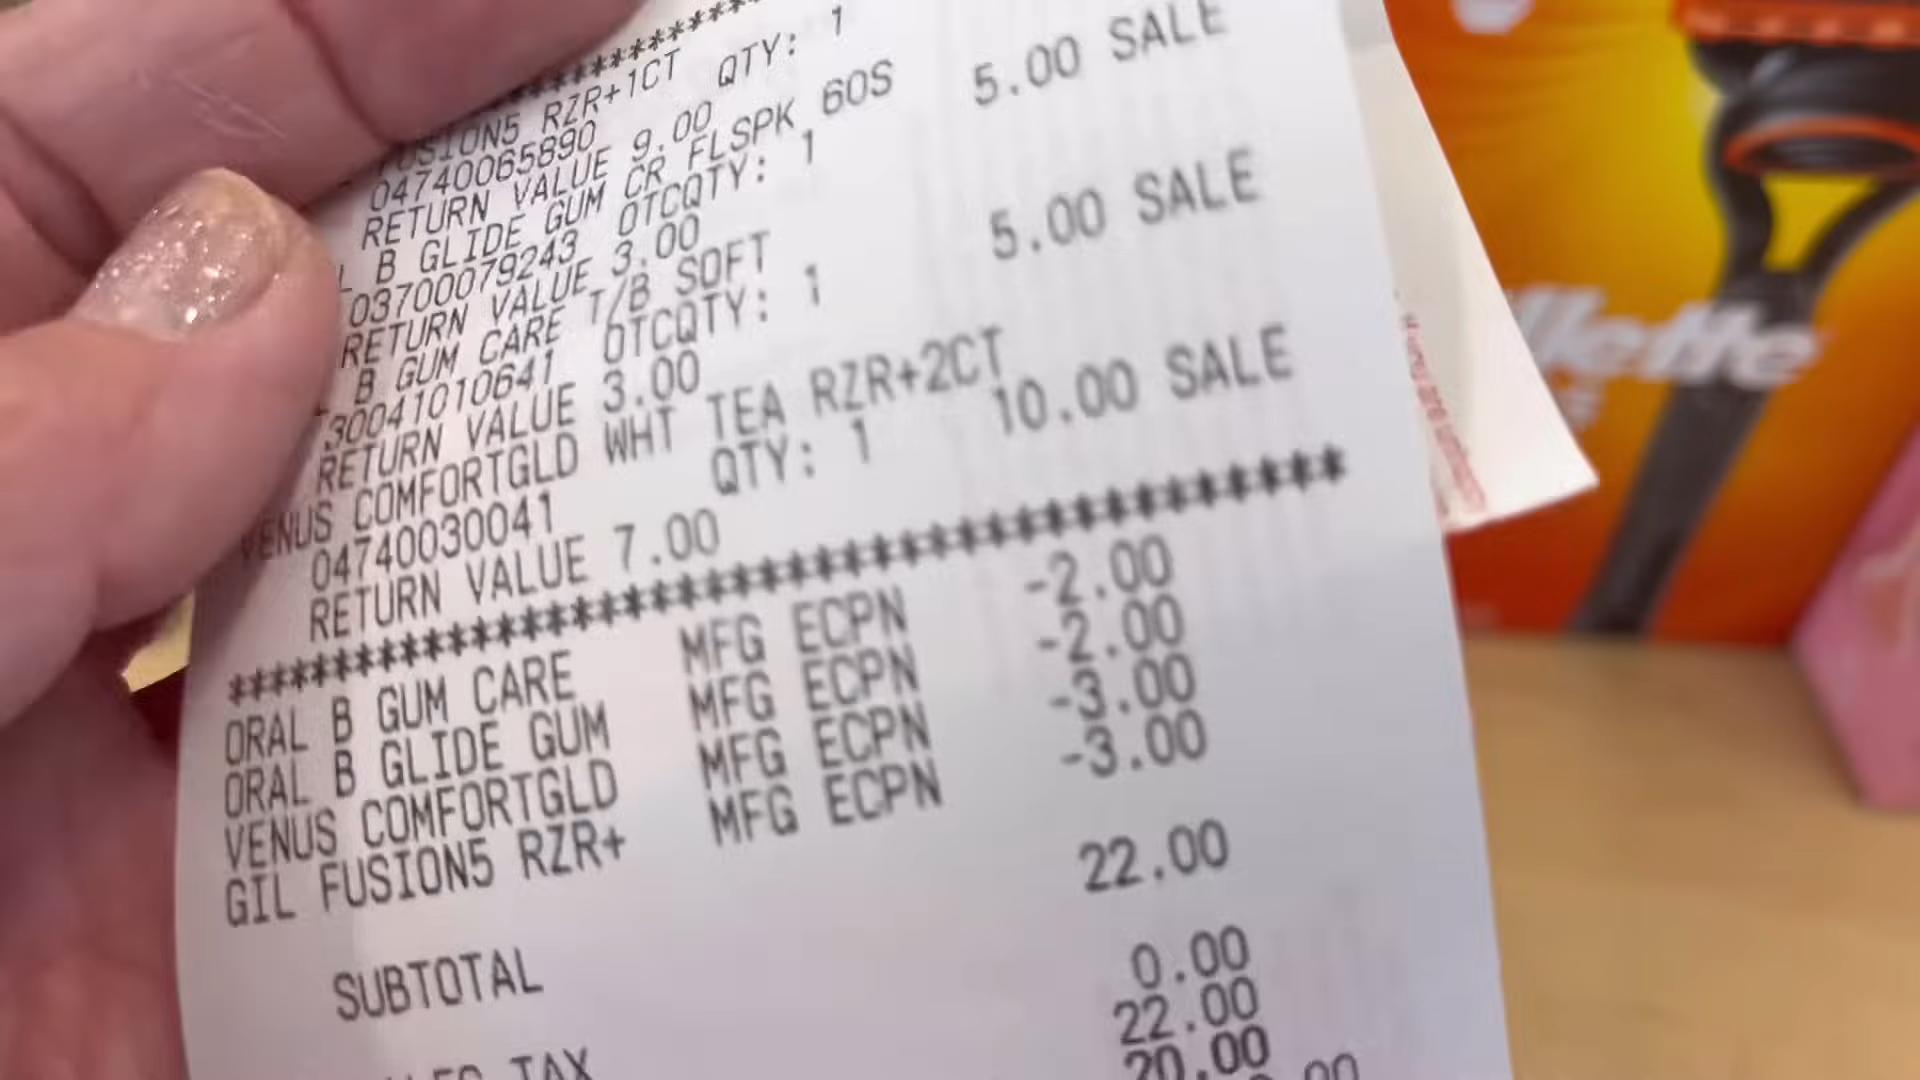 *******************
FUSION5 RZR+1CT QTY: 1
04740065890
RETURN VALUE 9.00
L B GLIDE GUM CR FLSPK 60S 5.00 SALE
03700079243 OTCQTY: 1
RETURN VALUE 3.00
L B GUM CARE T/B SOFT 5.00 SALE
30041010641 OTCQTY: 1
RETURN VALUE 3.00
VENUS COMFORTGLD WHT TEA RZR+2CT
04740030041 QTY: 1 10.00 SALE
RETURN VALUE 7.00
******************************************
ORAL B GUM CARE MFG ECPN -2.00
ORAL B GLIDE GUM MFG ECPN -2.00
VENUS COMFORTGLD MFG ECPN -3.00
GIL FUSION5 RZR+ MFG ECPN -3.00
SUBTOTAL 22.00
TAX 0.00
22.00
20.00
llette